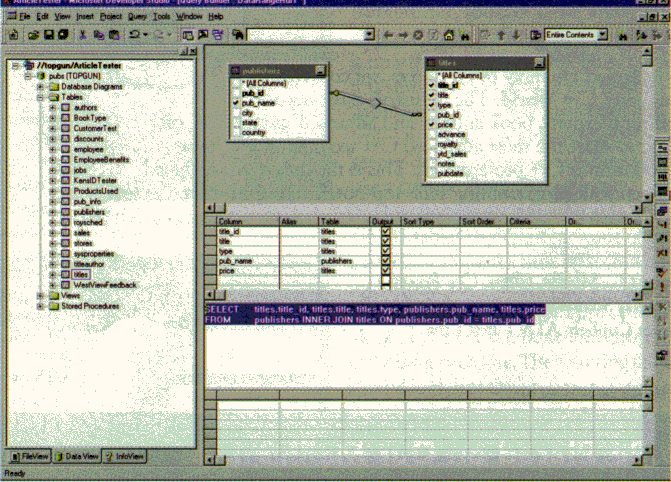 ArticleTester - Microsoft Developer Studio - [Query Builder : DataRangeHdr1 *]
File Edit View Insert Project Query Tools Window Help
Entire Contents
//topgun/ArticleTester
pubs (TOPGUN)
Database Diagrams
Tables
authors
BookType
CustomerTest
discounts
employee
EmployeeBenefits
jobs
KensIDTester
ProductsUsed
pub_info
publishers
roysched
sales
stores
sysproperties
titleauthor
titles
WestViewFeedback
Views
Stored Procedures
FileView Data View InfoView
publishers
* (All Columns)
pub_id
pub_name
city
state
country
titles
* (All Columns)
title_id
title
type
pub_id
price
advance
royalty
ytd_sales
notes
pubdate
Column Alias Table Output Sort Type Sort Order Criteria Or... Or...
title_id titles
title titles
type titles
pub_name publishers
price titles
SELECT titles.title_id, titles.title, titles.type, publishers.pub_name, titles.price
FROM publishers INNER JOIN titles ON publishers.pub_id = titles.pub_id
Ready